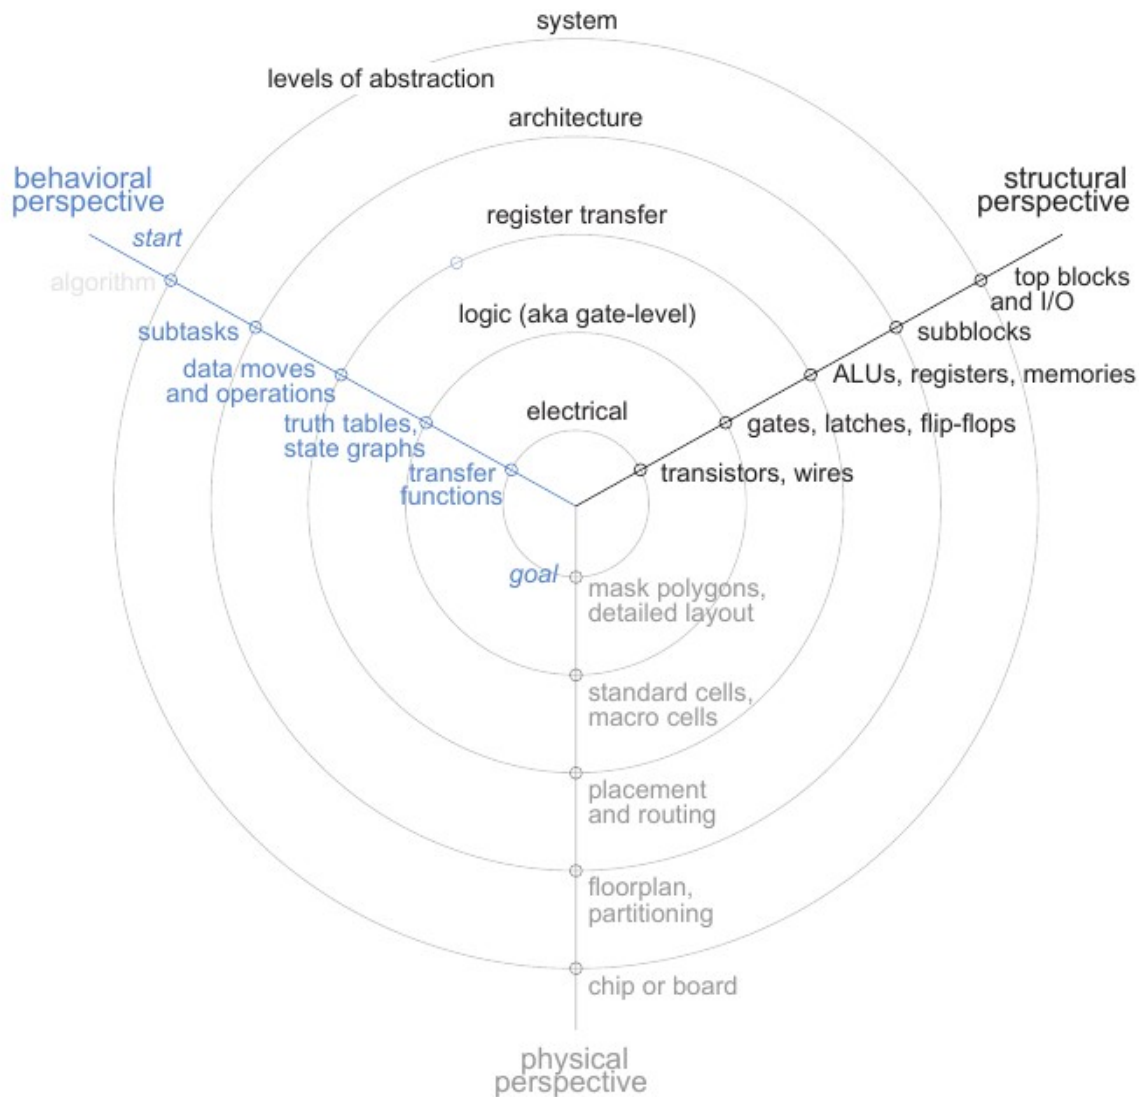 system
levels of abstraction
architecture
behavioral
perspective
structural
perspective
register transfer
start
algorithm
top blocks
and I/O
logic (aka gate-level)
subtasks
subblocks
data moves
and operations
ALUs, registers, memories
electrical
truth tables,
state graphs
gates, latches, flip-flops
transfer
functions
transistors, wires
goal
mask polygons,
detailed layout
standard cells,
macro cells
placement
and routing
floorplan,
partitioning
chip or board
physical
perspective